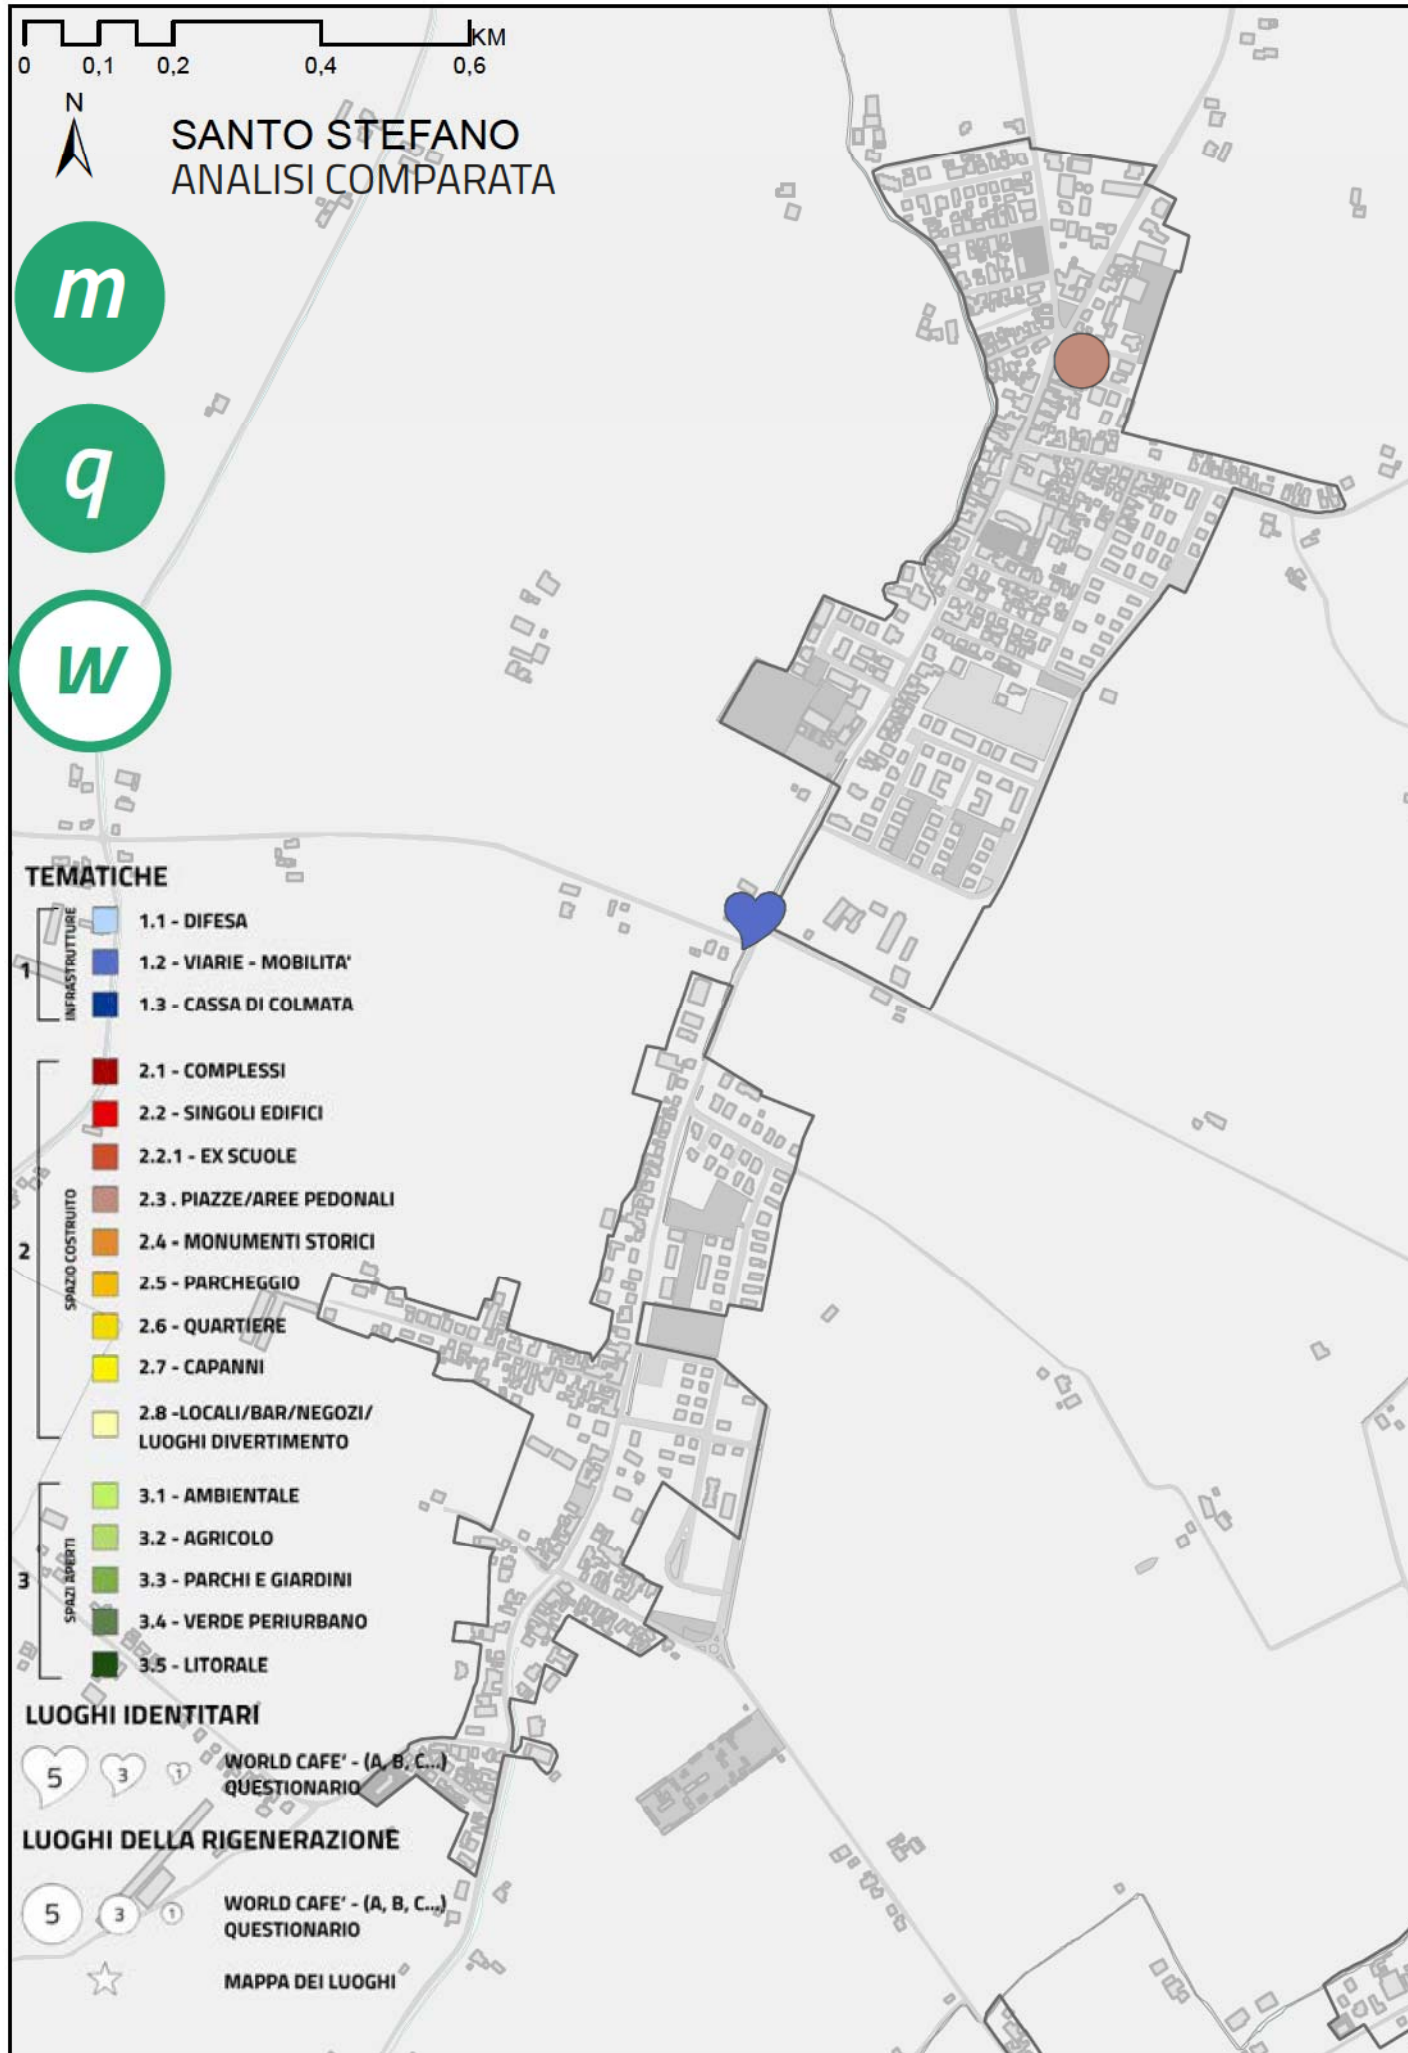 KM
0 0,1 0,2 0,4 0,6
N
SANTO STEFANO
ANALISI COMPARATA
m
q
w
TEMATICHE
1
INFRASTRUTTURE
1.1 - DIFESA
1.2 - VIARIE - MOBILITA'
1.3 - CASSA DI COLMATA
2
SPAZIO COSTRUITO
2.1 - COMPLESSI
2.2 - SINGOLI EDIFICI
2.2.1 - EX SCUOLE
2.3 . PIAZZE/AREE PEDONALI
2.4 - MONUMENTI STORICI
2.5 - PARCHEGGIO
2.6 - QUARTIERE
2.7 - CAPANNI
2.8 -LOCALI/BAR/NEGOZI/
LUOGHI DIVERTIMENTO
3
SPAZI APERTI
3.1 - AMBIENTALE
3.2 - AGRICOLO
3.3 - PARCHI E GIARDINI
3.4 - VERDE PERIURBANO
3.5 - LITORALE
LUOGHI IDENTITARI
5 3 1
WORLD CAFE' - (A, B, C...)
QUESTIONARIO
LUOGHI DELLA RIGENERAZIONE
5 3 1
WORLD CAFE' - (A, B, C...)
QUESTIONARIO
MAPPA DEI LUOGHI